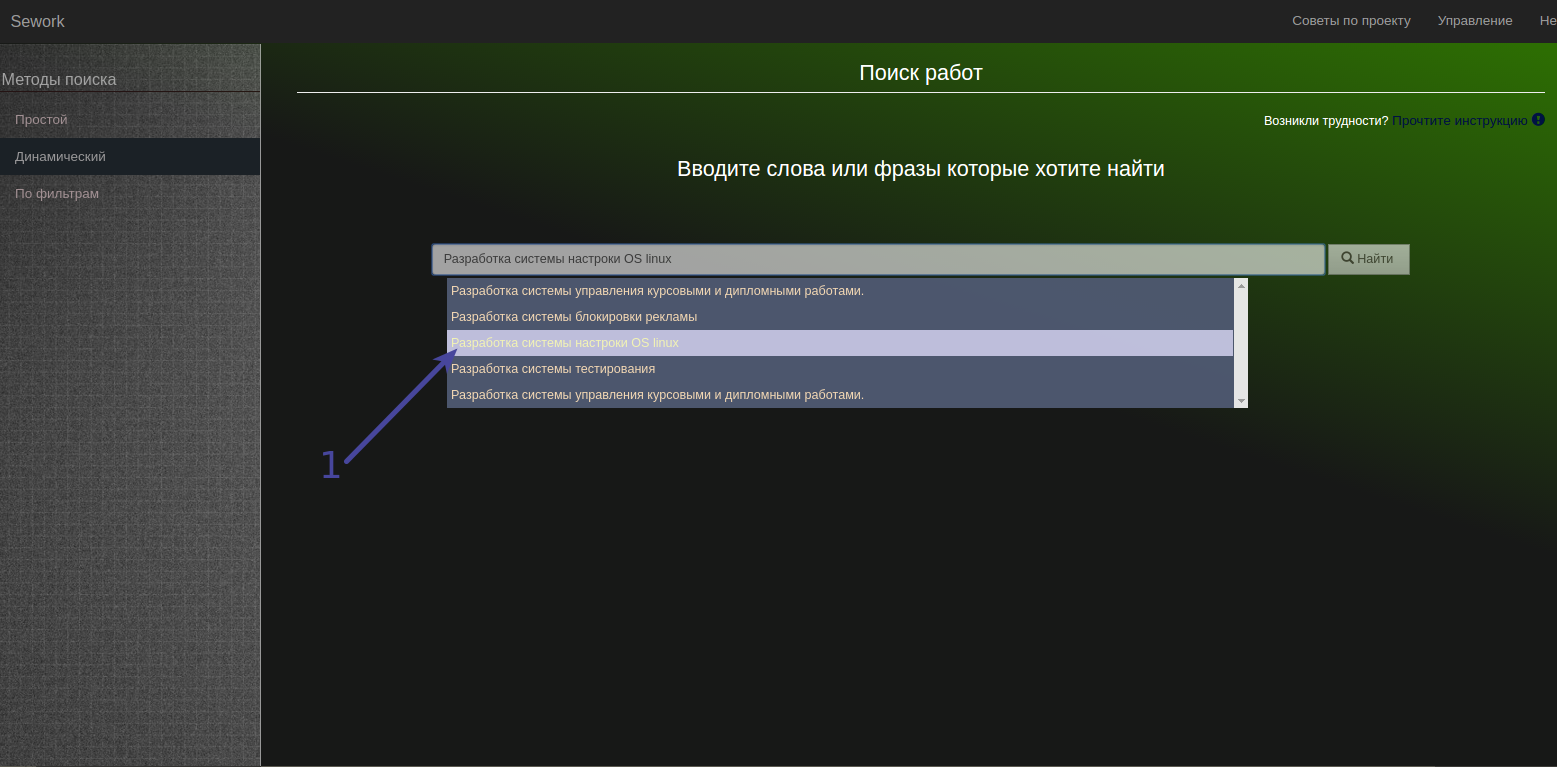 Sework
Советы по проекту
Управление
Не
Методы поиска
Простой
Динамический
По фильтрам
Поиск работ
Возникли трудности? Прочтите инструкцию
Вводите слова или фразы которые хотите найти
Разработка системы настроки OS linux
Найти
Разработка системы управления курсовыми и дипломными работами.
Разработка системы блокировки рекламы
Разработка системы настроки OS linux
Разработка системы тестирования
Разработка системы управления курсовыми и дипломными работами.
1